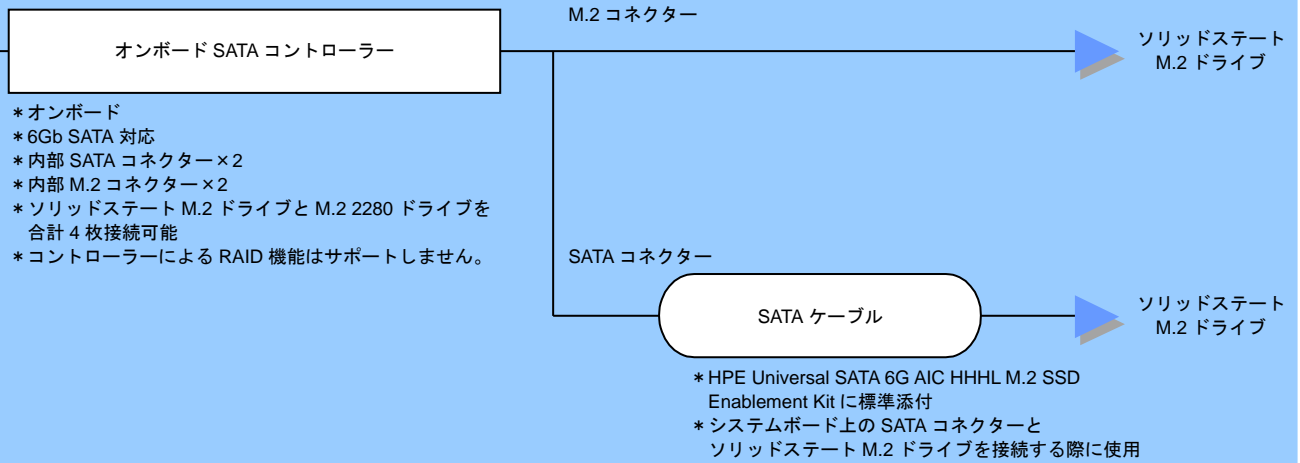 オンボード SATA コントローラー
＊オンボード
＊6Gb SATA 対応
＊内部 SATA コネクター×2
＊内部 M.2 コネクター×2
＊ソリッドステート M.2 ドライブと M.2 2280 ドライブを
合計 4 枚接続可能
＊コントローラーによる RAID 機能はサポートしません。
M.2 コネクター
ソリッドステート
M.2 ドライブ
SATA コネクター
SATA ケーブル
ソリッドステート
M.2 ドライブ
＊HPE Universal SATA 6G AIC HHHL M.2 SSD
Enablement Kit に標準添付
＊システムボード上の SATA コネクターと
ソリッドステート M.2 ドライブを接続する際に使用